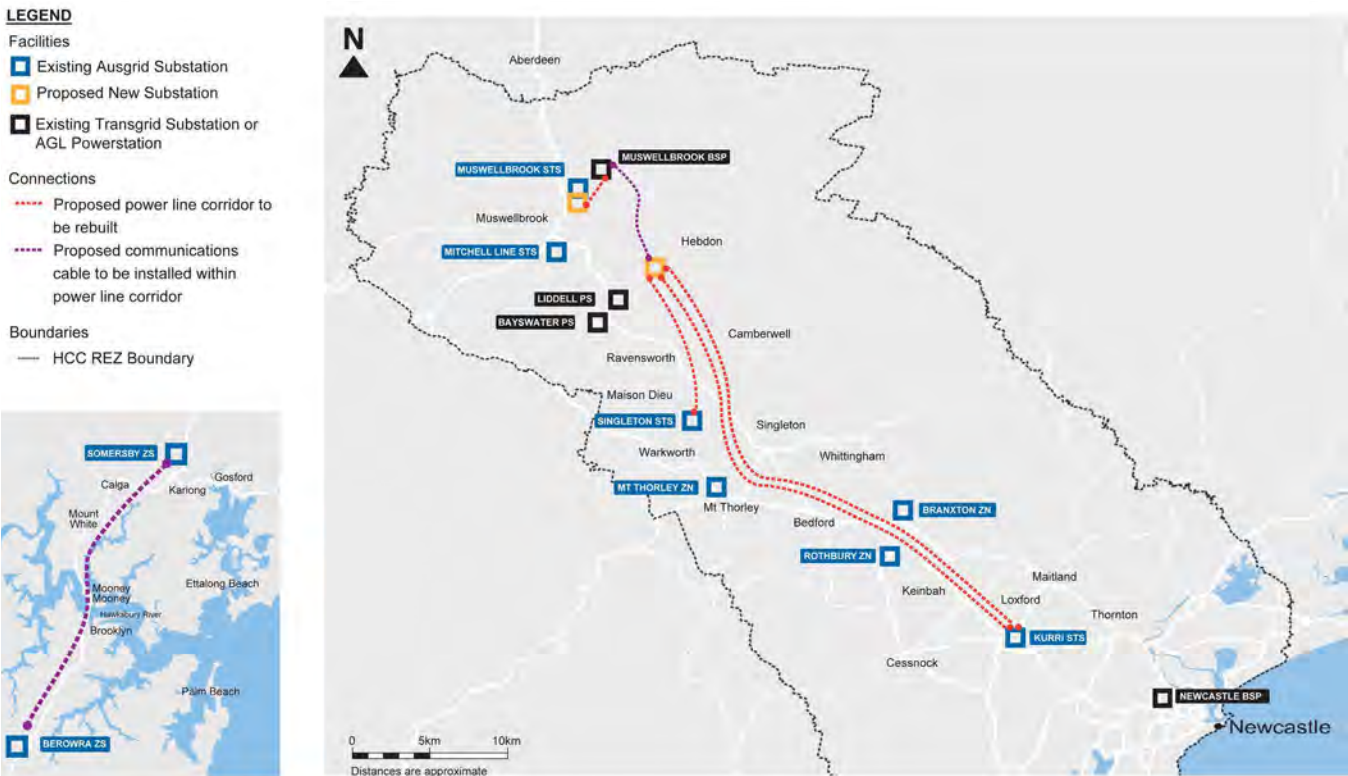 LEGEND
Facilities
Existing Ausgrid Substation
Proposed New Substation
Existing Transgrid Substation or
AGL Powerstation
Connections
Proposed power line corridor to
be rebuilt
Proposed communications
cable to be installed within
power line corridor
Boundaries
HCC REZ Boundary
SOMERSBY ZS
Calga
Kariong
Gosford
Mount
White
Mooney
Mooney
Ettalong Beach
Hawksbury River
Brooklyn
Palm Beach
BEROWRA ZS
N
Aberdeen
MUSWELLBROOK BSP
MUSWELLBROOK STS
Muswellbrook
Hebdon
MITCHELL LINE STS
LIDDELL PS
BAYSWATER PS
Camberwell
Ravensworth
Maison Dieu
SINGLETON STS
Singleton
Warkworth
Whittingham
MT THORLEY ZN
Mt Thorley
BRANXTON ZN
Bedford
ROTHBURY ZN
Maitland
Keinbah
Loxford
Thornton
KURRI STS
Cessnock
NEWCASTLE BSP
Newcastle
0 5km 10km
Distances are approximate